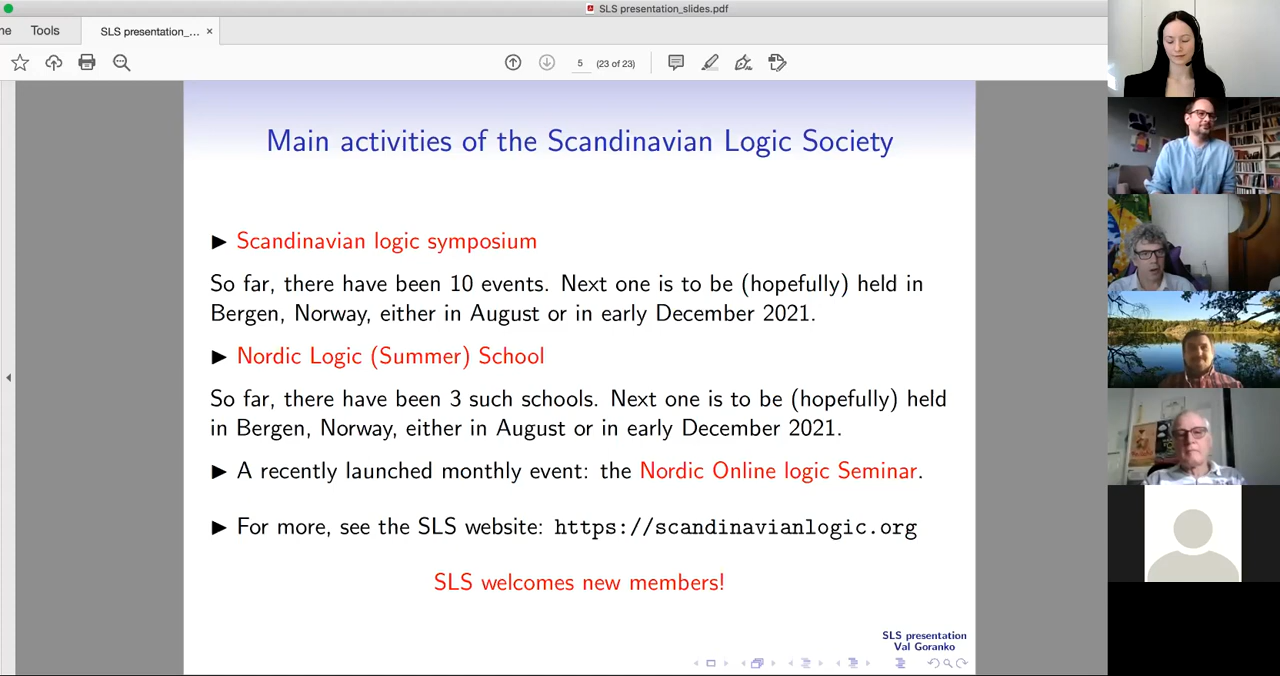 SLS presentation_slides.pdf
ne
Tools
SLS presentation_... ×
5 (23 of 23)
Main activities of the Scandinavian Logic Society
▶ Scandinavian logic symposium
So far, there have been 10 events. Next one is to be (hopefully) held in
Bergen, Norway, either in August or in early December 2021.
▶ Nordic Logic (Summer) School
So far, there have been 3 such schools. Next one is to be (hopefully) held
in Bergen, Norway, either in August or in early December 2021.
▶ A recently launched monthly event: the Nordic Online logic Seminar.
▶ For more, see the SLS website: https://scandinavianlogic.org
SLS welcomes new members!
SLS presentation
Val Goranko